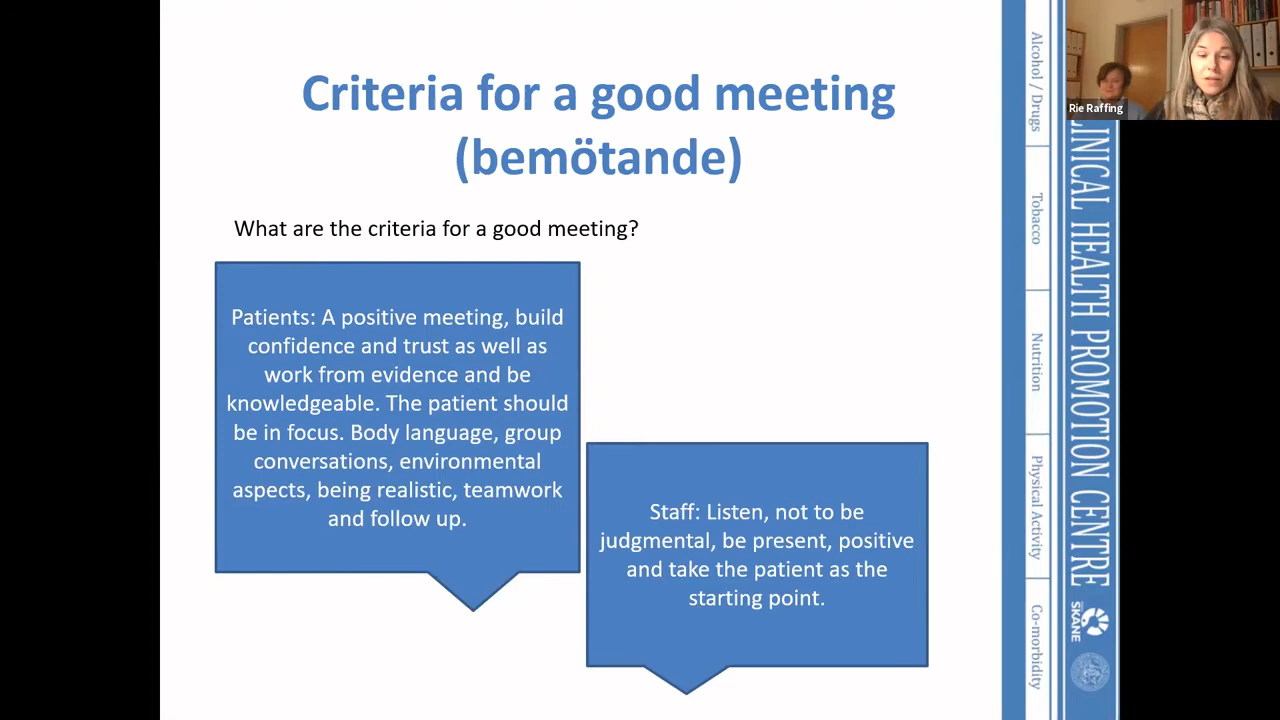 Criteria for a good meeting
(bemötande)
What are the criteria for a good meeting?
Patients: A positive meeting, build
confidence and trust as well as
work from evidence and be
knowledgeable. The patient should
be in focus. Body language, group
conversations, environmental
aspects, being realistic, teamwork
and follow up.
Staff: Listen, not to be
judgmental, be present, positive
and take the patient as the
starting point.
Alcohol / Drugs
Tobacco
Nutrition
Physical Activity
Co-morbidity
LINICAL HEALTH PROMOTION CENTRE
SKÅNE
Rie Raffing